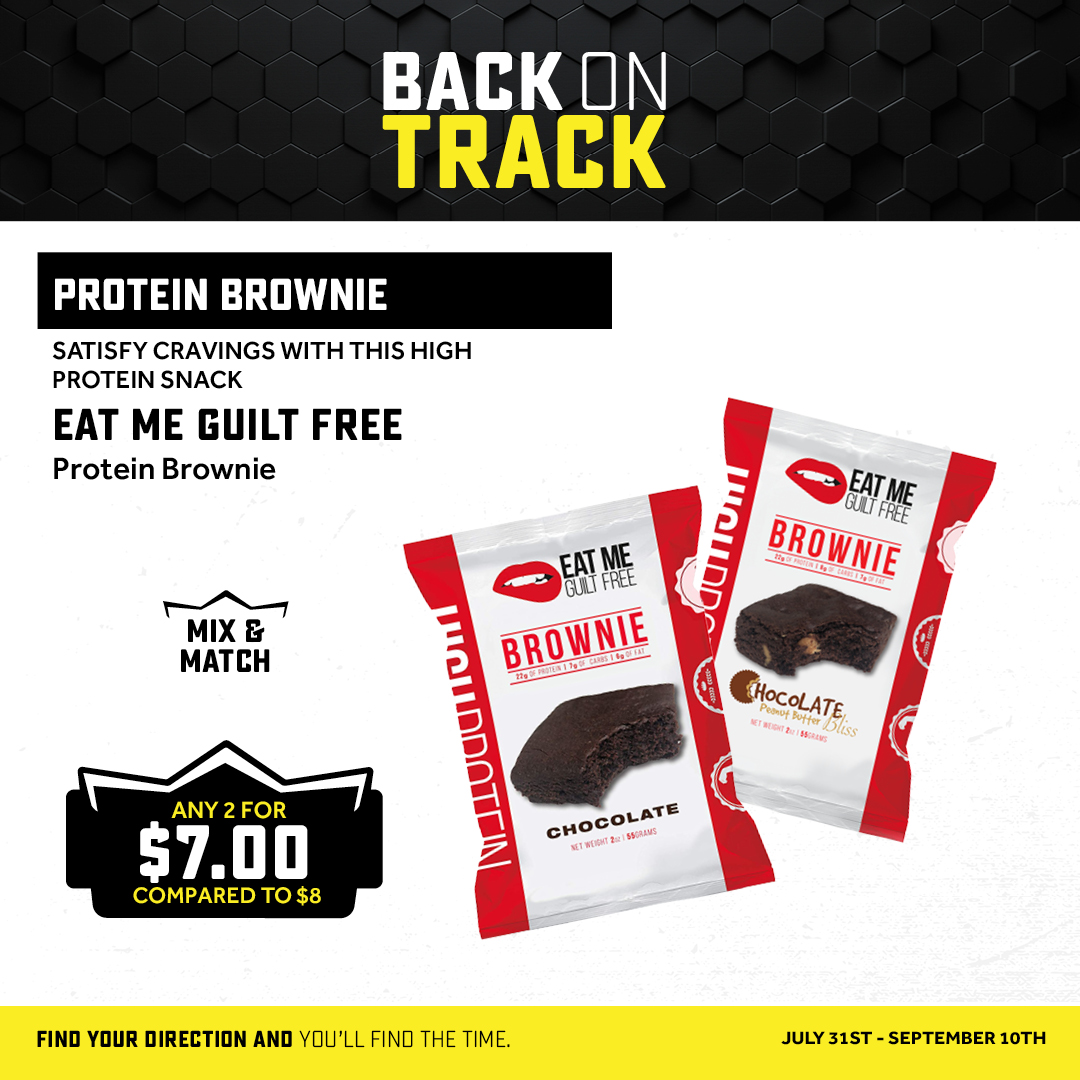 BACK ON
TRACK
PROTEIN BROWNIE
SATISFY CRAVINGS WITH THIS HIGH
PROTEIN SNACK
EAT ME GUILT FREE
Protein Brownie
MIX &
MATCH
ANY 2 FOR
$7.00
COMPARED TO $8
EAT ME
GUILT FREE
BROWNIE
22g OF PROTEIN | 7g OF CARBS | 6g OF FAT
CHOCOLATE
NET WEIGHT 2oz | 55GRAMS
EAT ME
GUILT FREE
BROWNIE
CHOCOLATE
Peanut Butter Bliss
NET WEIGHT 2oz | 55GRAMS
FIND YOUR DIRECTION AND YOU'LL FIND THE TIME.
JULY 31ST - SEPTEMBER 10TH